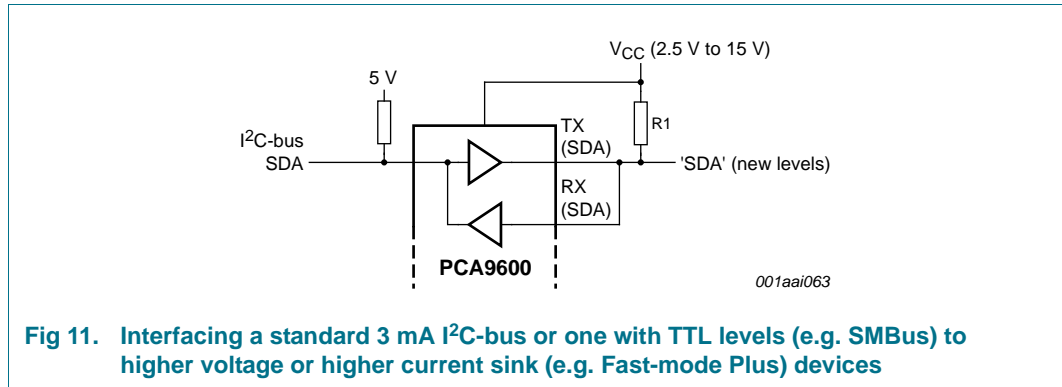 V_CC (2.5 V to 15 V)
5 V
TX
(SDA)
R1
I²C-bus
SDA
'SDA' (new levels)
RX
(SDA)
PCA9600
001aai063
Fig 11. Interfacing a standard 3 mA I²C-bus or one with TTL levels (e.g. SMBus) to
higher voltage or higher current sink (e.g. Fast-mode Plus) devices